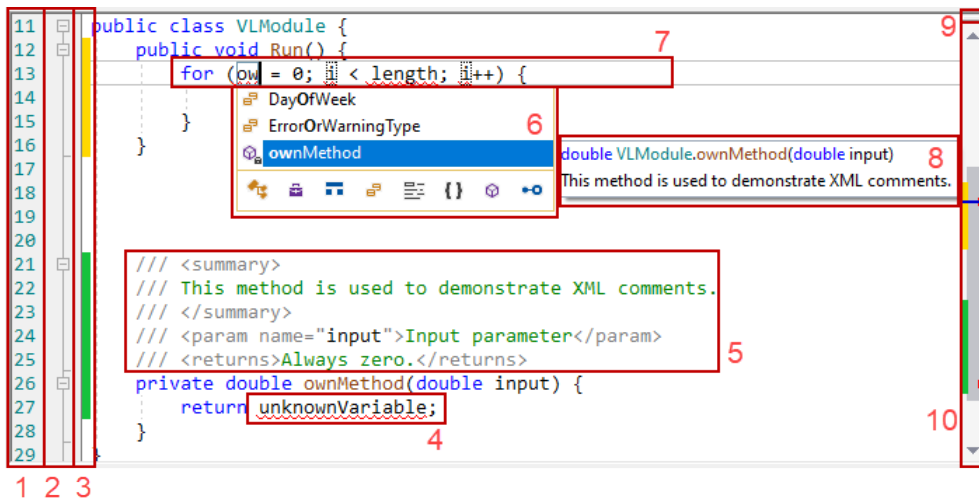 11 public class VLModule {
12 public void Run() {
13 for (ow = 0; i < length; i++) {
14
15 }
16 }
17
18
19
20
21 /// <summary>
22 /// This method is used to demonstrate XML comments.
23 /// </summary>
24 /// <param name="input">Input parameter</param>
25 /// <returns>Always zero.</returns>
26 private double ownMethod(double input) {
27 return unknownVariable;
28 }
29 }
DayOfWeek
ErrorOrWarningType
ownMethod
{}
double VLModule.ownMethod(double input)
This method is used to demonstrate XML comments.
9
7
6
8
5
10
4
1 2 3